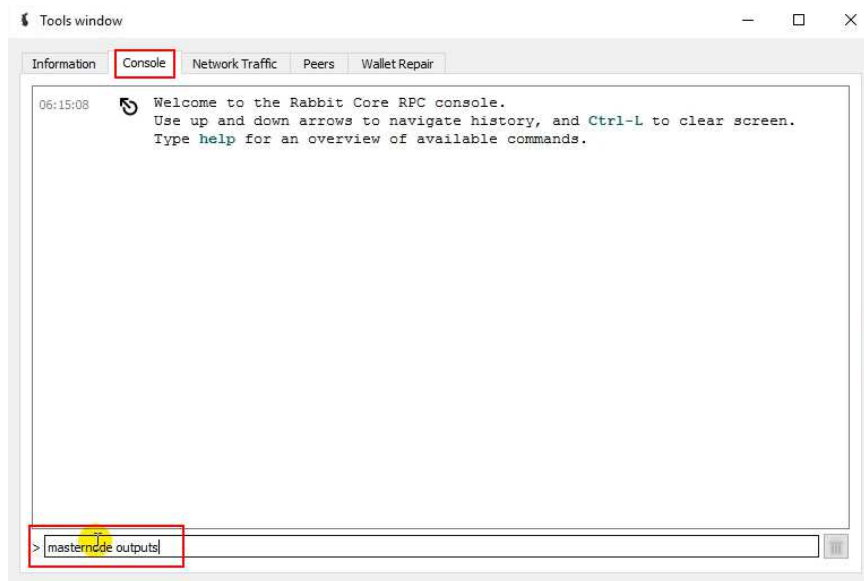 Tools window
Information Console Network Traffic Peers Wallet Repair
06:15:08 Welcome to the Rabbit Core RPC console.
Use up and down arrows to navigate history, and Ctrl-L to clear screen.
Type help for an overview of available commands.
> masternode outputs